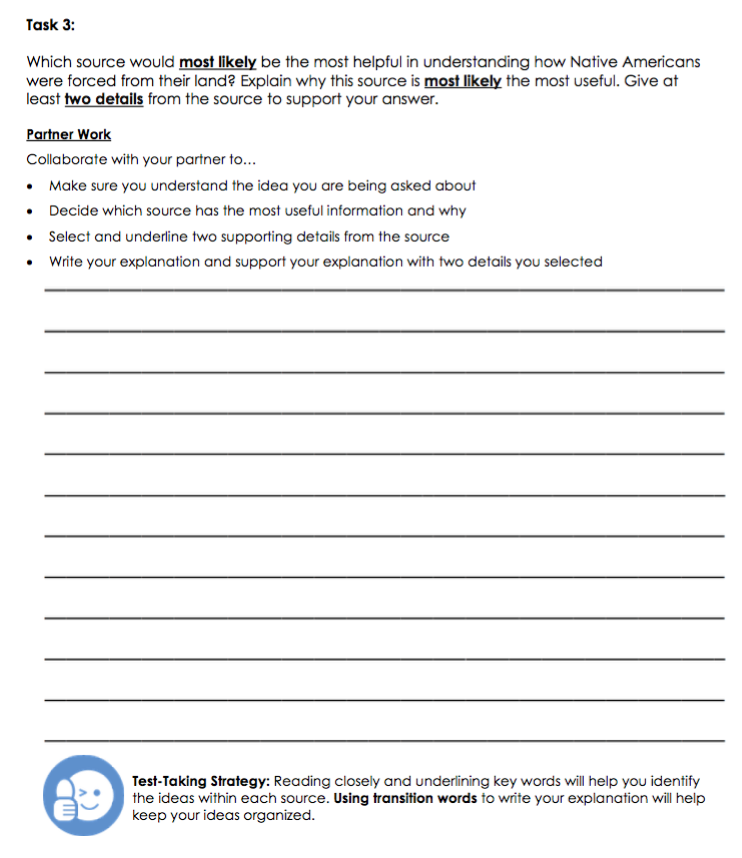 Task 3:
Which source would most likely be the most helpful in understanding how Native Americans
were forced from their land? Explain why this source is most likely the most useful. Give at
least two details from the source to support your answer.
Partner Work
Collaborate with your partner to...
• Make sure you understand the idea you are being asked about
• Decide which source has the most useful information and why
• Select and underline two supporting details from the source
• Write your explanation and support your explanation with two details you selected
Test-Taking Strategy: Reading closely and underlining key words will help you identify
the ideas within each source. Using transition words to write your explanation will help
keep your ideas organized.